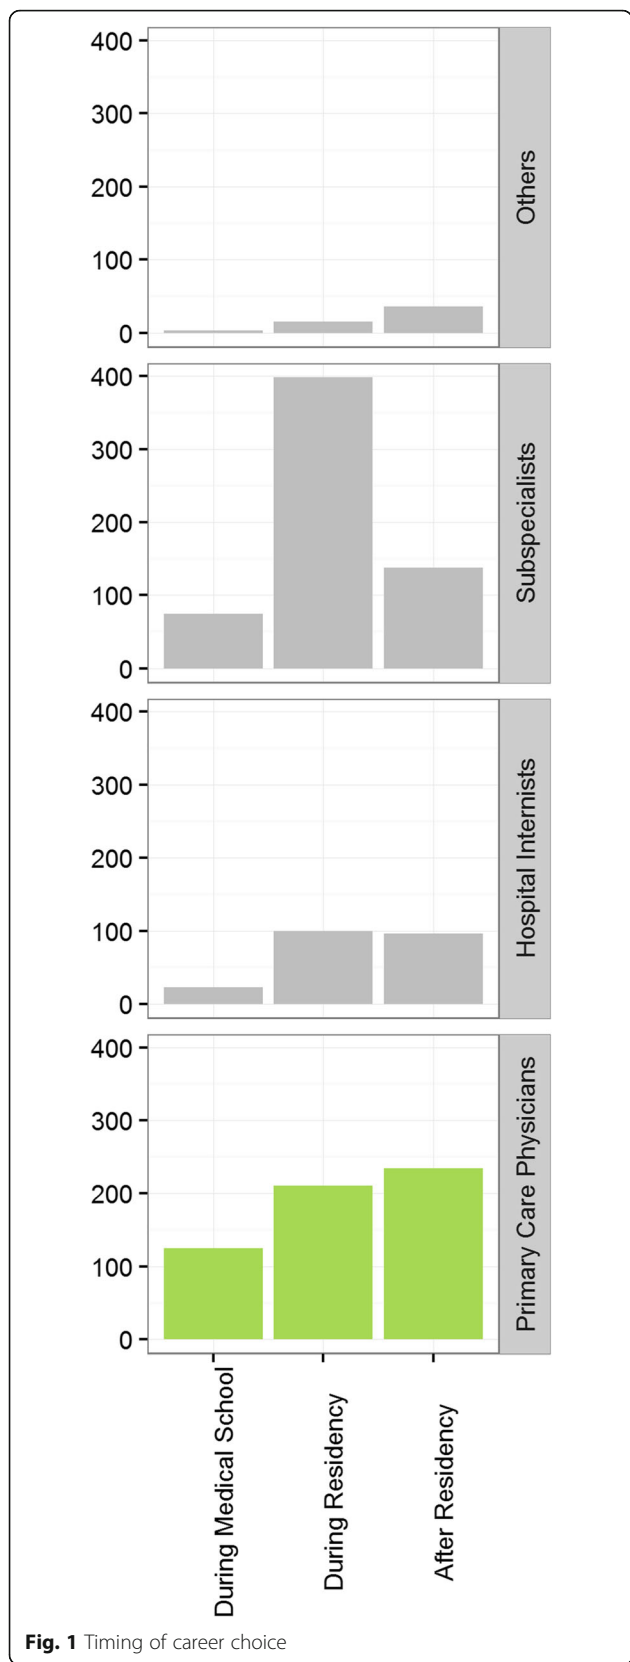 400
300
200
100
0
Others
400
300
200
100
0
Subspecialists
400
300
200
100
0
Hospital Internists
400
300
200
100
0
Primary Care Physicians
During Medical School
During Residency
After Residency
Fig. 1 Timing of career choice